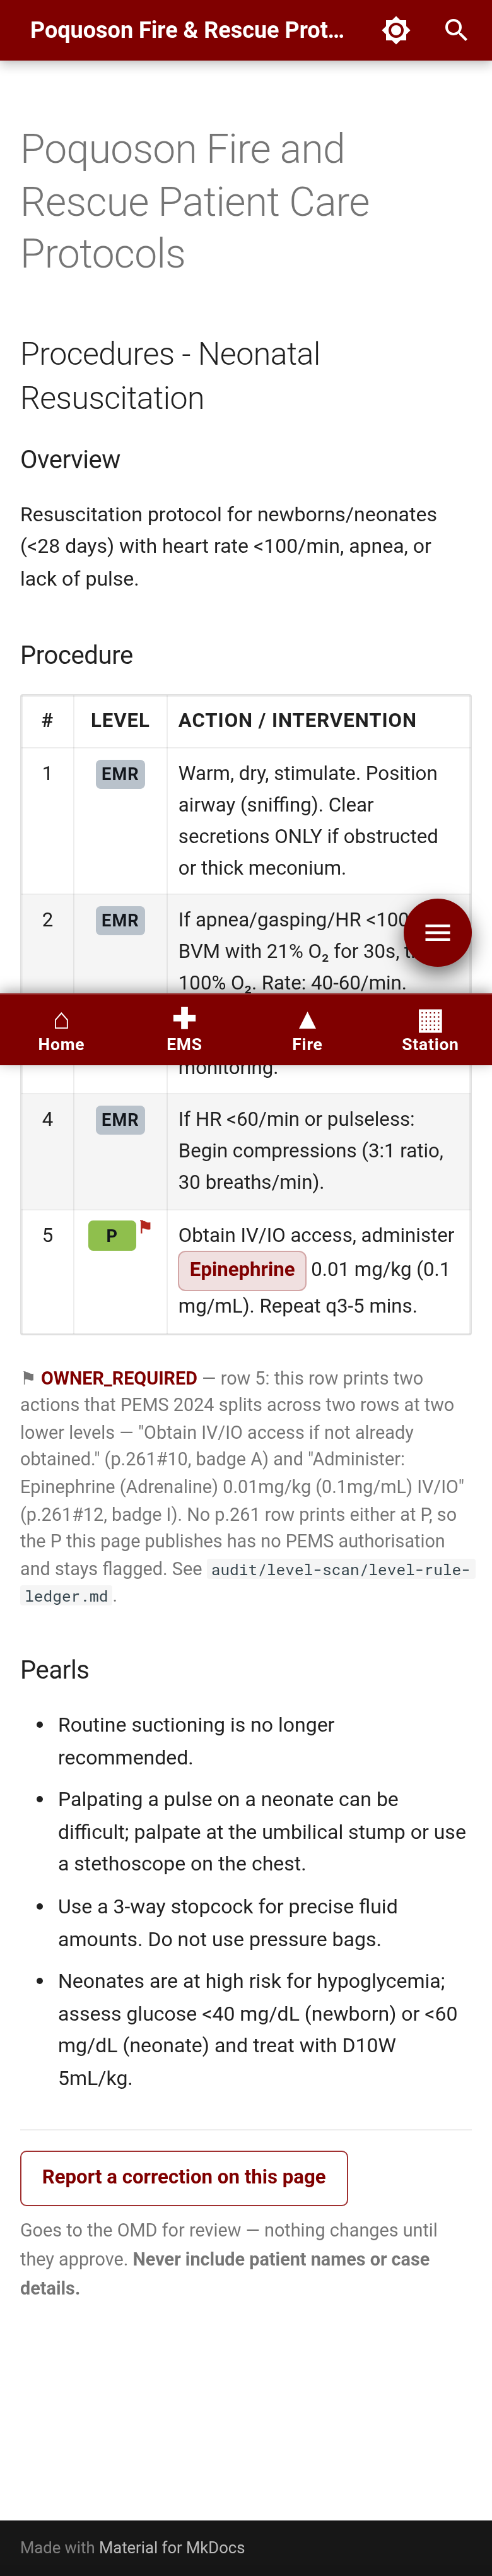 Poquoson Fire & Rescue Prot...
Poquoson Fire and
Rescue Patient Care
Protocols
Procedures - Neonatal
Resuscitation
Overview
Resuscitation protocol for newborns/neonates
(<28 days) with heart rate <100/min, apnea, or
lack of pulse.
Procedure
# LEVEL ACTION / INTERVENTION
1 EMR Warm, dry, stimulate. Position
airway (sniffing). Clear
secretions ONLY if obstructed
or thick meconium.
2 EMR If apnea/gasping/HR <100
BVM with 21% O₂ for 30s,
100% O₂. Rate: 40-60/min.
Home EMS Fire Station
monitoring.
4 EMR If HR <60/min or pulseless:
Begin compressions (3:1 ratio,
30 breaths/min).
5 P ⚑ Obtain IV/IO access, administer
Epinephrine 0.01 mg/kg (0.1
mg/mL). Repeat q3-5 mins.
⚑ OWNER_REQUIRED — row 5: this row prints two
actions that PEMS 2024 splits across two rows at two
lower levels — "Obtain IV/IO access if not already
obtained." (p.261#10, badge A) and "Administer:
Epinephrine (Adrenaline) 0.01mg/kg (0.1mg/mL) IV/IO"
(p.261#12, badge I). No p.261 row prints either at P, so
the P this page publishes has no PEMS authorisation
and stays flagged. See audit/level-scan/level-rule-
ledger.md.
Pearls
• Routine suctioning is no longer
recommended.
• Palpating a pulse on a neonate can be
difficult; palpate at the umbilical stump or use
a stethoscope on the chest.
• Use a 3-way stopcock for precise fluid
amounts. Do not use pressure bags.
• Neonates are at high risk for hypoglycemia;
assess glucose <40 mg/dL (newborn) or <60
mg/dL (neonate) and treat with D10W
5mL/kg.
Report a correction on this page
Goes to the OMD for review — nothing changes until
they approve. Never include patient names or case
details.
Made with Material for MkDocs